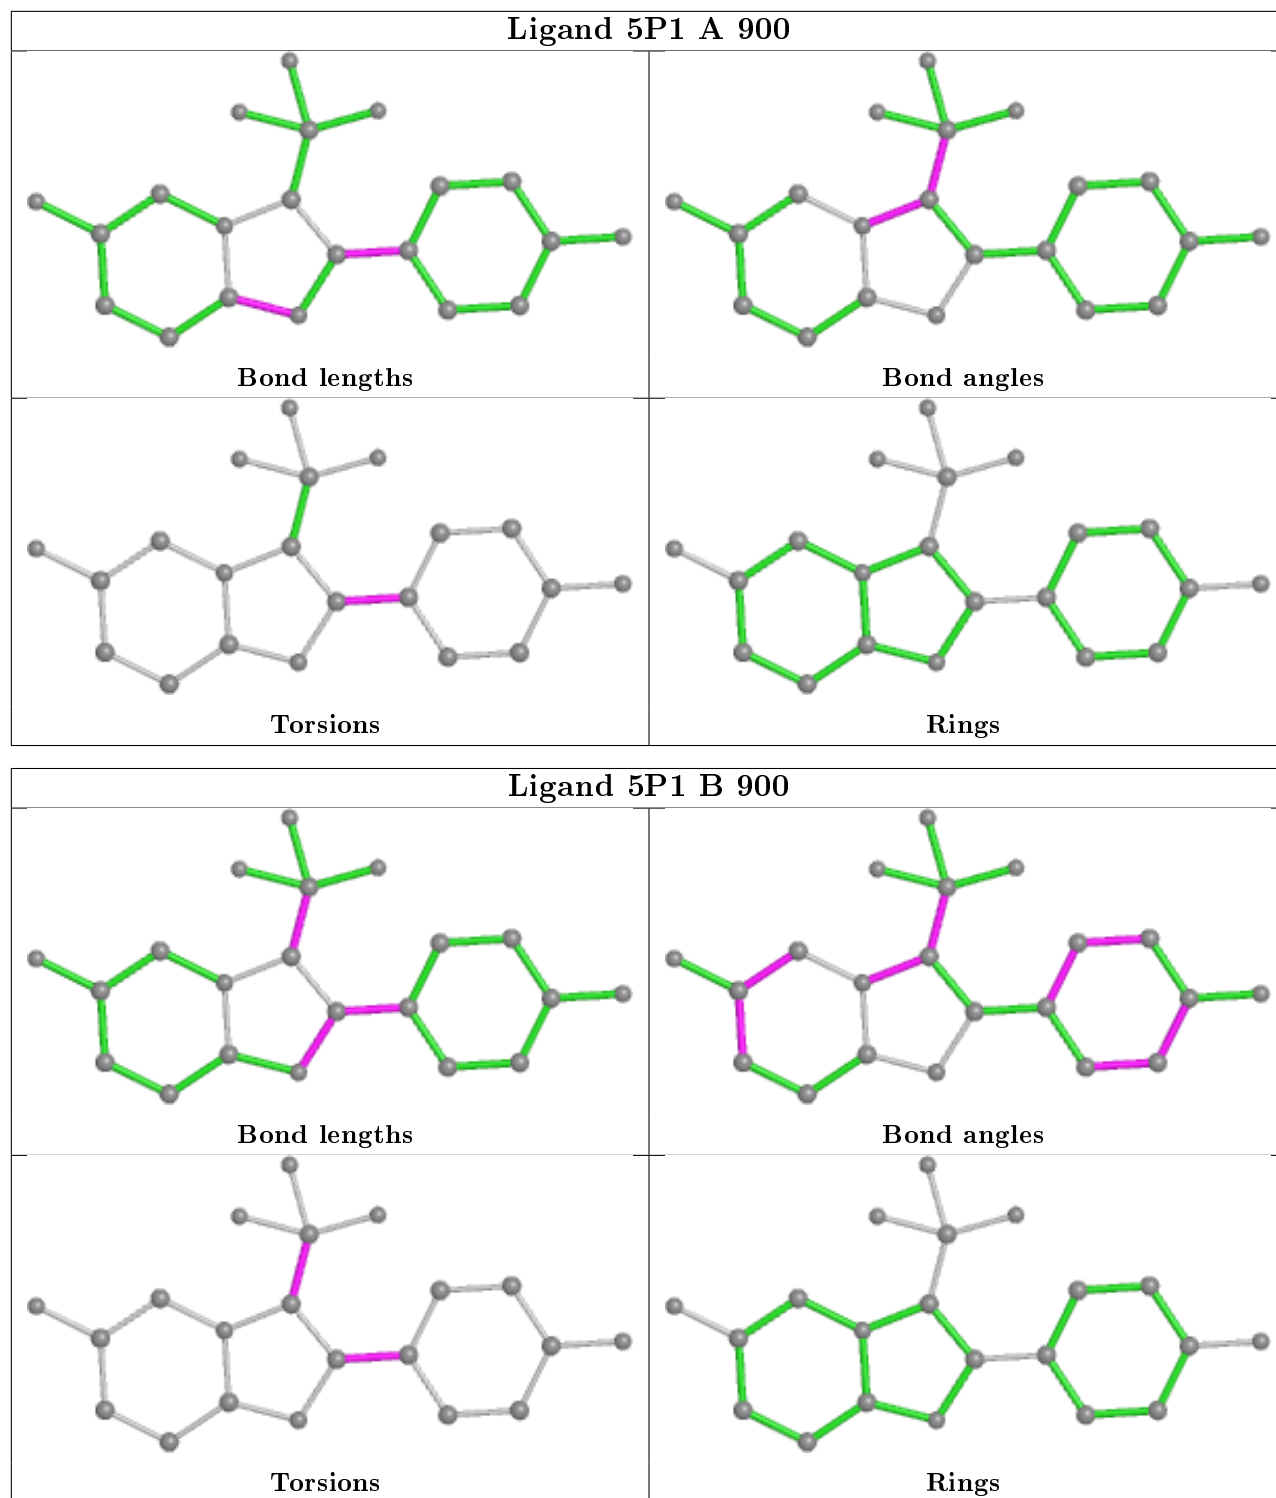 Ligand 5P1 A 900
Bond lengths
Bond angles
Torsions
Rings
Ligand 5P1 B 900
Bond lengths
Bond angles
Torsions
Rings